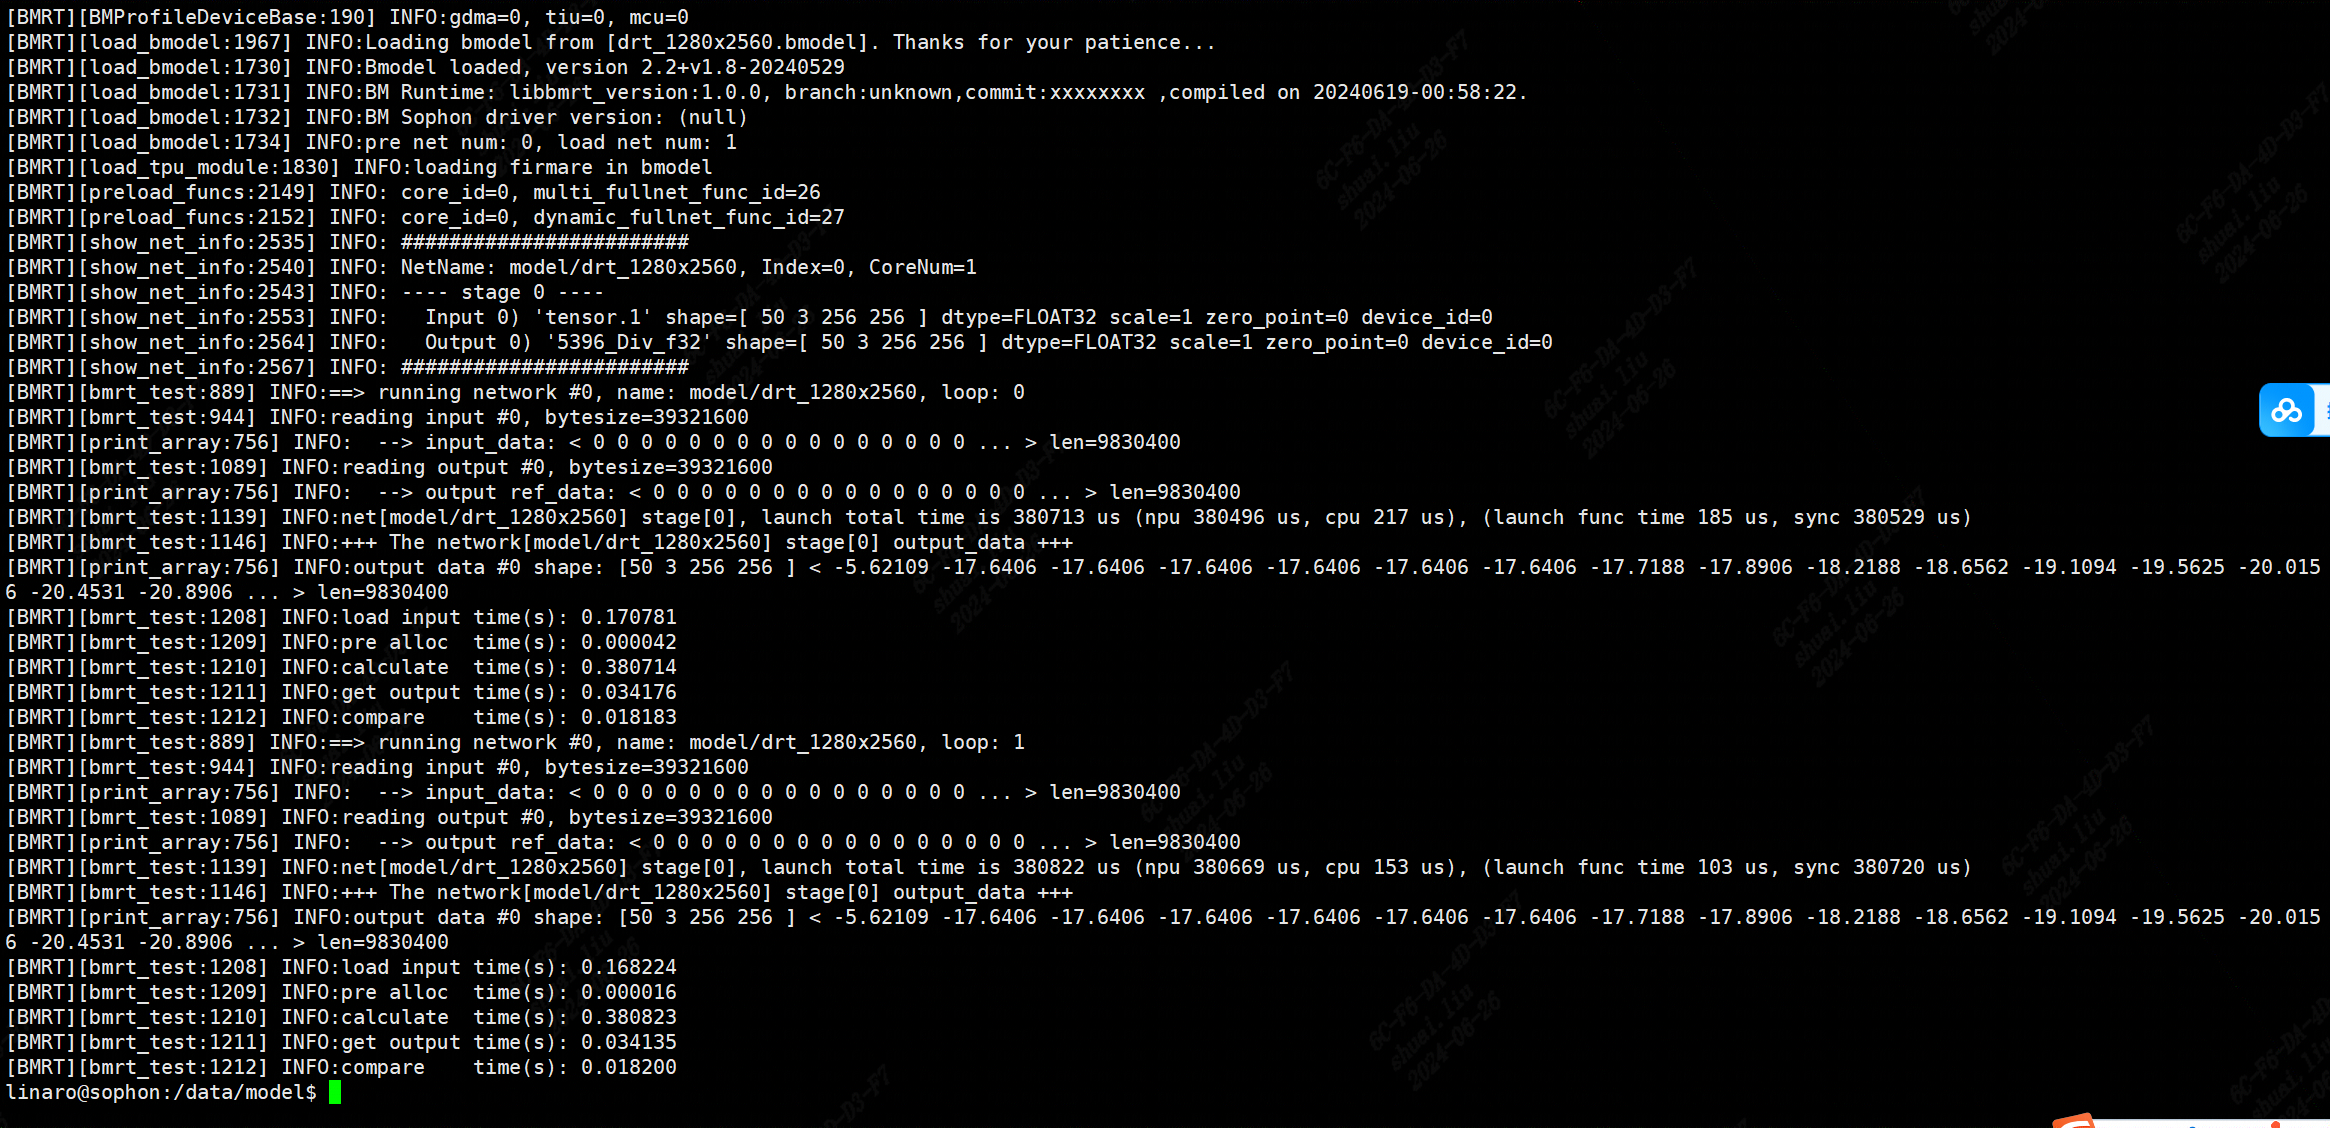 [BMRT][BMProfileDeviceBase:190] INFO:gdma=0, tiu=0, mcu=0
[BMRT][load_bmodel:1967] INFO:Loading bmodel from [drt_1280x2560.bmodel]. Thanks for your patience...
[BMRT][load_bmodel:1730] INFO:Bmodel loaded, version 2.2+v1.8-20240529
[BMRT][load_bmodel:1731] INFO:BM Runtime: libbmrt_version:1.0.0, branch:unknown,commit:xxxxxxxx ,compiled on 20240619-00:58:22.
[BMRT][load_bmodel:1732] INFO:BM Sophon driver version: (null)
[BMRT][load_bmodel:1734] INFO:pre net num: 0, load net num: 1
[BMRT][load_tpu_module:1830] INFO:loading firmare in bmodel
[BMRT][preload_funcs:2149] INFO: core_id=0, multi_fullnet_func_id=26
[BMRT][preload_funcs:2152] INFO: core_id=0, dynamic_fullnet_func_id=27
[BMRT][show_net_info:2535] INFO: ########################
[BMRT][show_net_info:2540] INFO: NetName: model/drt_1280x2560, Index=0, CoreNum=1
[BMRT][show_net_info:2543] INFO: ---- stage 0 ----
[BMRT][show_net_info:2553] INFO:   Input 0) 'tensor.1' shape=[ 50 3 256 256 ] dtype=FLOAT32 scale=1 zero_point=0 device_id=0
[BMRT][show_net_info:2564] INFO:   Output 0) '5396_Div_f32' shape=[ 50 3 256 256 ] dtype=FLOAT32 scale=1 zero_point=0 device_id=0
[BMRT][show_net_info:2567] INFO: ########################
[BMRT][bmrt_test:889] INFO:==> running network #0, name: model/drt_1280x2560, loop: 0
[BMRT][bmrt_test:944] INFO:reading input #0, bytesize=39321600
[BMRT][print_array:756] INFO:  --> input_data: < 0 0 0 0 0 0 0 0 0 0 0 0 0 0 0 0 ... > len=9830400
[BMRT][bmrt_test:1089] INFO:reading output #0, bytesize=39321600
[BMRT][print_array:756] INFO:  --> output ref_data: < 0 0 0 0 0 0 0 0 0 0 0 0 0 0 0 0 ... > len=9830400
[BMRT][bmrt_test:1139] INFO:net[model/drt_1280x2560] stage[0], launch total time is 380713 us (npu 380496 us, cpu 217 us), (launch func time 185 us, sync 380529 us)
[BMRT][bmrt_test:1146] INFO:+++ The network[model/drt_1280x2560] stage[0] output_data +++
[BMRT][print_array:756] INFO:output data #0 shape: [50 3 256 256 ] < -5.62109 -17.6406 -17.6406 -17.6406 -17.6406 -17.6406 -17.6406 -17.7188 -17.8906 -18.2188 -18.6562 -19.1094 -19.5625 -20.015
6 -20.4531 -20.8906 ... > len=9830400
[BMRT][bmrt_test:1208] INFO:load input time(s): 0.170781
[BMRT][bmrt_test:1209] INFO:pre alloc  time(s): 0.000042
[BMRT][bmrt_test:1210] INFO:calculate  time(s): 0.380714
[BMRT][bmrt_test:1211] INFO:get output time(s): 0.034176
[BMRT][bmrt_test:1212] INFO:compare    time(s): 0.018183
[BMRT][bmrt_test:889] INFO:==> running network #0, name: model/drt_1280x2560, loop: 1
[BMRT][bmrt_test:944] INFO:reading input #0, bytesize=39321600
[BMRT][print_array:756] INFO:  --> input_data: < 0 0 0 0 0 0 0 0 0 0 0 0 0 0 0 0 ... > len=9830400
[BMRT][bmrt_test:1089] INFO:reading output #0, bytesize=39321600
[BMRT][print_array:756] INFO:  --> output ref_data: < 0 0 0 0 0 0 0 0 0 0 0 0 0 0 0 0 ... > len=9830400
[BMRT][bmrt_test:1139] INFO:net[model/drt_1280x2560] stage[0], launch total time is 380822 us (npu 380669 us, cpu 153 us), (launch func time 103 us, sync 380720 us)
[BMRT][bmrt_test:1146] INFO:+++ The network[model/drt_1280x2560] stage[0] output_data +++
[BMRT][print_array:756] INFO:output data #0 shape: [50 3 256 256 ] < -5.62109 -17.6406 -17.6406 -17.6406 -17.6406 -17.6406 -17.6406 -17.7188 -17.8906 -18.2188 -18.6562 -19.1094 -19.5625 -20.015
6 -20.4531 -20.8906 ... > len=9830400
[BMRT][bmrt_test:1208] INFO:load input time(s): 0.168224
[BMRT][bmrt_test:1209] INFO:pre alloc  time(s): 0.000016
[BMRT][bmrt_test:1210] INFO:calculate  time(s): 0.380823
[BMRT][bmrt_test:1211] INFO:get output time(s): 0.034135
[BMRT][bmrt_test:1212] INFO:compare    time(s): 0.018200
linaro@sophon:/data/model$
6C-F6-DA-4D-D3-F7
shuai.liu
2024-06-26